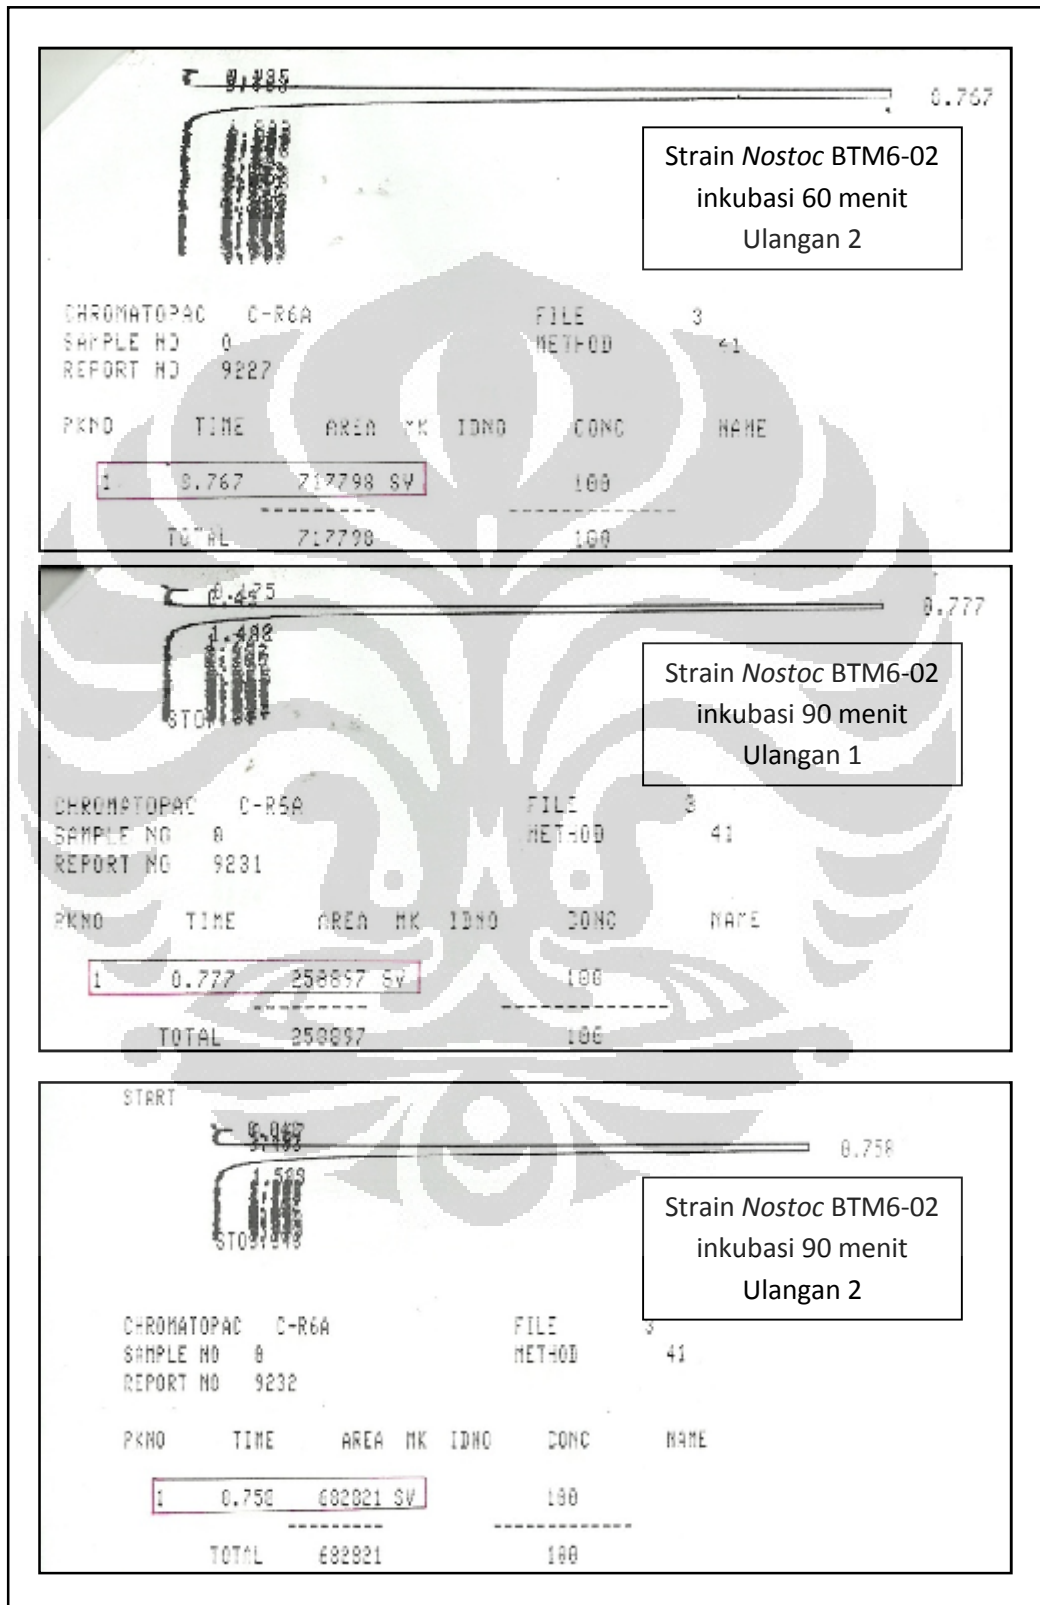 0.767
Strain Nostoc BTM6-02
inkubasi 60 menit
Ulangan 2
CHROMATOPAC C-R6A FILE 3
SAMPLE NO 0 METHOD 41
REPORT NO 9227
PKNO TIME AREA MK IDNO CONC NAME
1 0.767 717798 SV 100
TOTAL 717798 100
0.777
Strain Nostoc BTM6-02
inkubasi 90 menit
Ulangan 1
STOP
CHROMATOPAC FILE 3
SAMPLE NO 0 METHOD 41
REPORT NO 9231
PKNO TIME AREA MK IDNO CONC NAME
1 0.777 SV 100
TOTAL 100
START
0.758
Strain Nostoc BTM6-02
inkubasi 90 menit
Ulangan 2
CHROMATOPAC C-R6A FILE 3
SAMPLE NO 0 METHOD 41
REPORT NO 9232
PKNO TIME AREA MK IDNO CONC NAME
1 0.758 682821 SV 100
TOTAL 682821 100